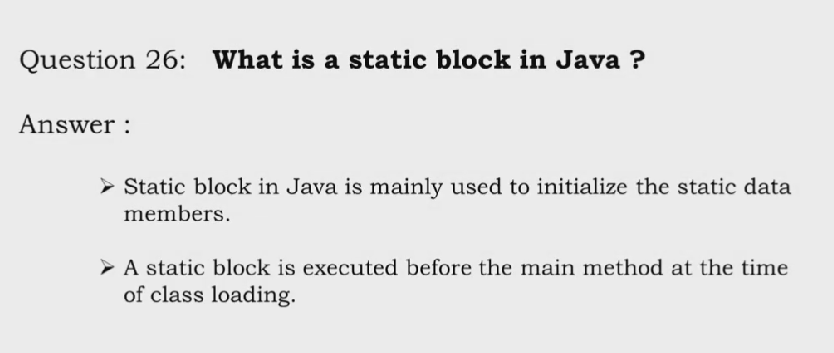 Question 26: What is a static block in Java ?
Answer :
➢ Static block in Java is mainly used to initialize the static data
members.
➢ A static block is executed before the main method at the time
of class loading.